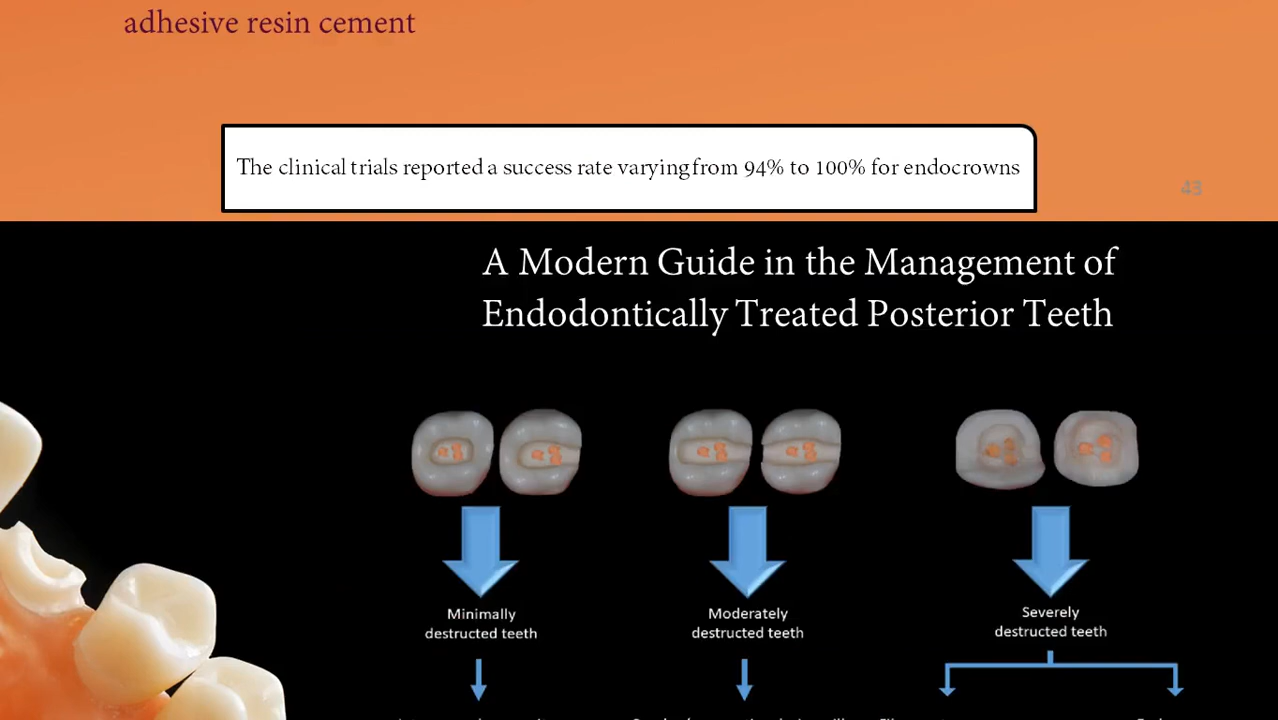 adhesive resin cement
The clinical trials reported a success rate varying from 94% to 100% for endocrowns
43
A Modern Guide in the Management of
Endodontically Treated Posterior Teeth
Minimally
destructed teeth
Moderately
destructed teeth
Severely
destructed teeth